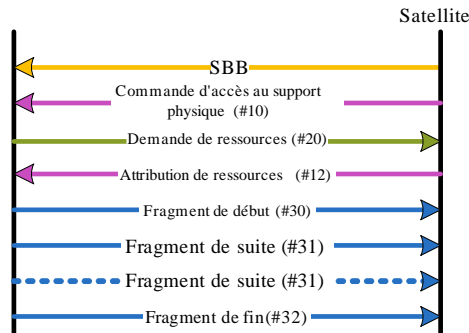 Satellite
SBB
Commande d'accès au support
physique (#10)
Demande de ressources (#20)
Attribution de ressources (#12)
Fragment de début (#30)
Fragment de suite (#31)
Fragment de suite (#31)
Fragment de fin(#32)